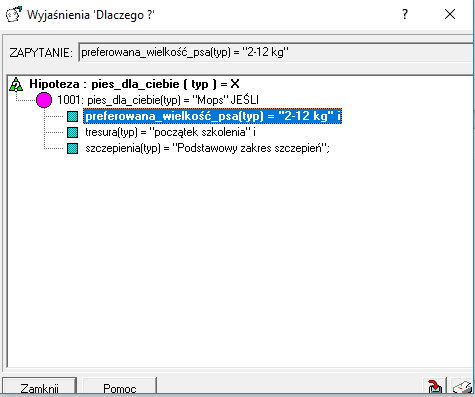 Wyjaśnienia 'Dlaczego ?'
?
ZAPYTANIE: preferowana_wielkość_psa(typ) = "2-12 kg"
Hipoteza : pies_dla_ciebie ( typ ) = X
1001: pies_dla_ciebie(typ) = "Mops" JEŚLI
preferowana_wielkość_psa(typ) = "2-12 kg" i
tresura(typ) = "początek szkolenia" i
szczepienia(typ) = "Podstawowy zakres szczepień";
Zamknij Pomoc